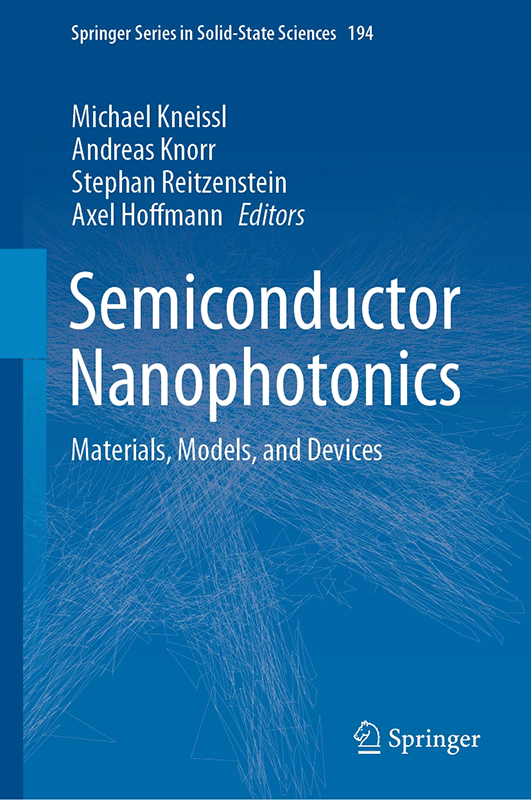 Springer Series in Solid-State Sciences 194
Michael Kneissl
Andreas Knorr
Stephan Reitzenstein
Axel Hoffmann Editors
Semiconductor
Nanophotonics
Materials, Models, and Devices
Springer